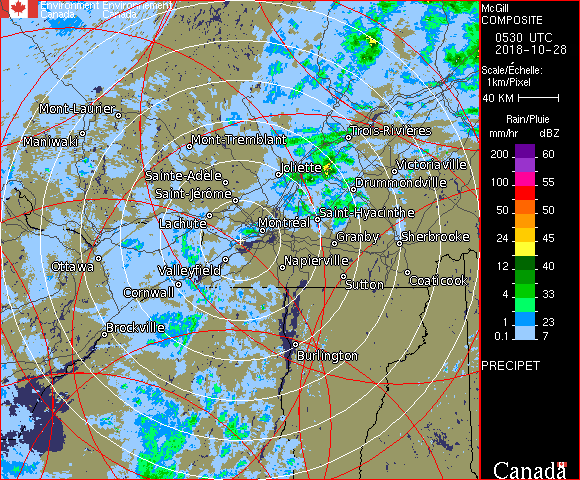 Environment Environnement
Canada Canada
McGill
COMPOSITE
0530 UTC
2018-10-28
Scale/Échelle:
1km/Pixel
40 KM
Rain/Pluie
mm/hr dBZ
200 60
55
100 55
50 50
24 45
12 40
4 33
1 23
0.1 7
PRECIPET
Canada
Mont-Laurier
Maniwaki
Mont-Tremblant
Trois-Rivières
Joliette
Victoriaville
Sainte-Adèle
Drummondville
Saint-Jérôme
Saint-Hyacinthe
Lachute
Montréal
Granby
Sherbrooke
Ottawa
Valleyfield
Napierville
Cornwall
Sutton
Coaticook
Brockville
Burlington